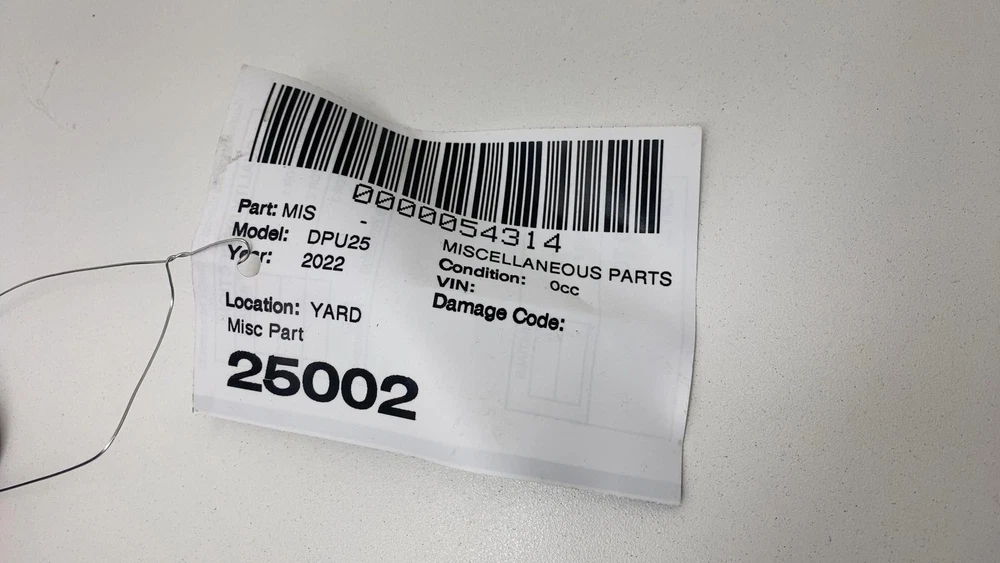 0000054314
Part: MIS -
Model: DPU25
Year: 2022
MISCELLANEOUS PARTS
Condition: 0cc
VIN:
Damage Code:
Location: YARD
Misc Part
25002